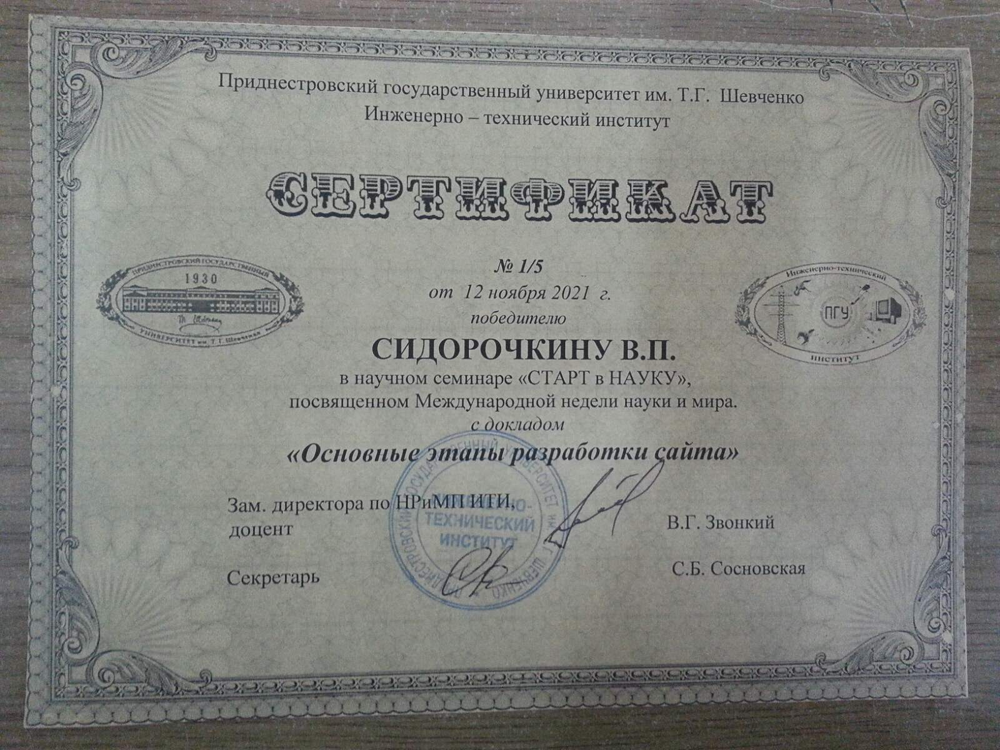 Приднестровский государственный университет им. Т.Г. Шевченко
Инженерно – технический институт
СЕРТИФИКАТ
№ 1/5
от 12 ноября 2021 г.
победителю
СИДОРОЧКИНУ В.П.
в научном семинаре «СТАРТ в НАУКУ»,
посвященном Международной недели науки и мира.
с докладом
«Основные этапы разработки сайта»
Зам. директора по НРиМП ИТИ,
доцент
В.Г. Звонкий
Секретарь
С.Б. Сосновская
ПРИДНЕСТРОВСКИЙ ГОСУДАРСТВЕННЫЙ
1930
УНИВЕРСИТЕТ им. Т.Г. Шевченко
Инженерно-технический
ПГУ
институт
ПРИДНЕСТРОВСКИЙ ГОСУДАРСТВЕННЫЙ УНИВЕРСИТЕТ ИМ. Т.Г. ШЕВЧЕНКО
ИНЖЕНЕРНО-
ТЕХНИЧЕСКИЙ
ИНСТИТУТ